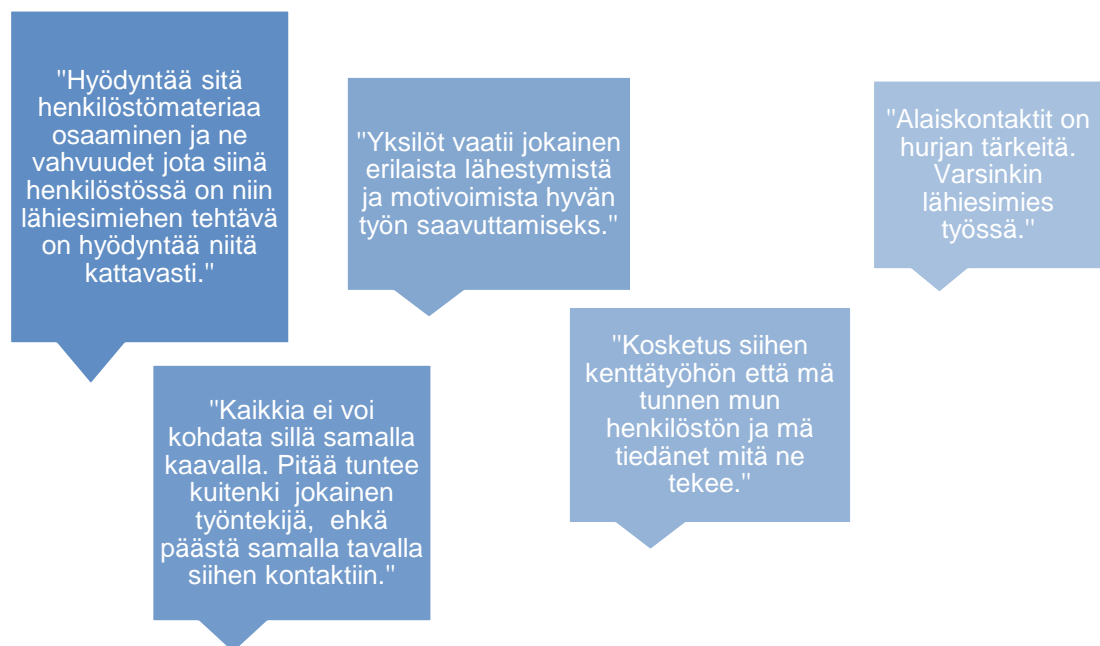 "Hyödyntää sitä
henkilöstömateriaa
osaaminen ja ne
vahvuudet jota siinä
henkilöstössä on niin
lähiesimiehen tehtävä
on hyödyntää niitä
kattavasti."
"Kaikkia ei voi
kohdata sillä samalla
kaavalla. Pitää tuntee
kuitenki  jokainen
työntekijä,  ehkä
päästä samalla tavalla
siihen kontaktiin."
"Yksilöt vaatii jokainen
erilaista lähestymistä
ja motivoimista hyvän
työn saavuttamiseks."
"Kosketus siihen
kenttätyöhön että mä
tunnen mun
henkilöstön ja mä
tiedänet mitä ne
tekee."
"Alaiskontaktit on
hurjan tärkeitä.
Varsinkin
lähiesimies
työssä."